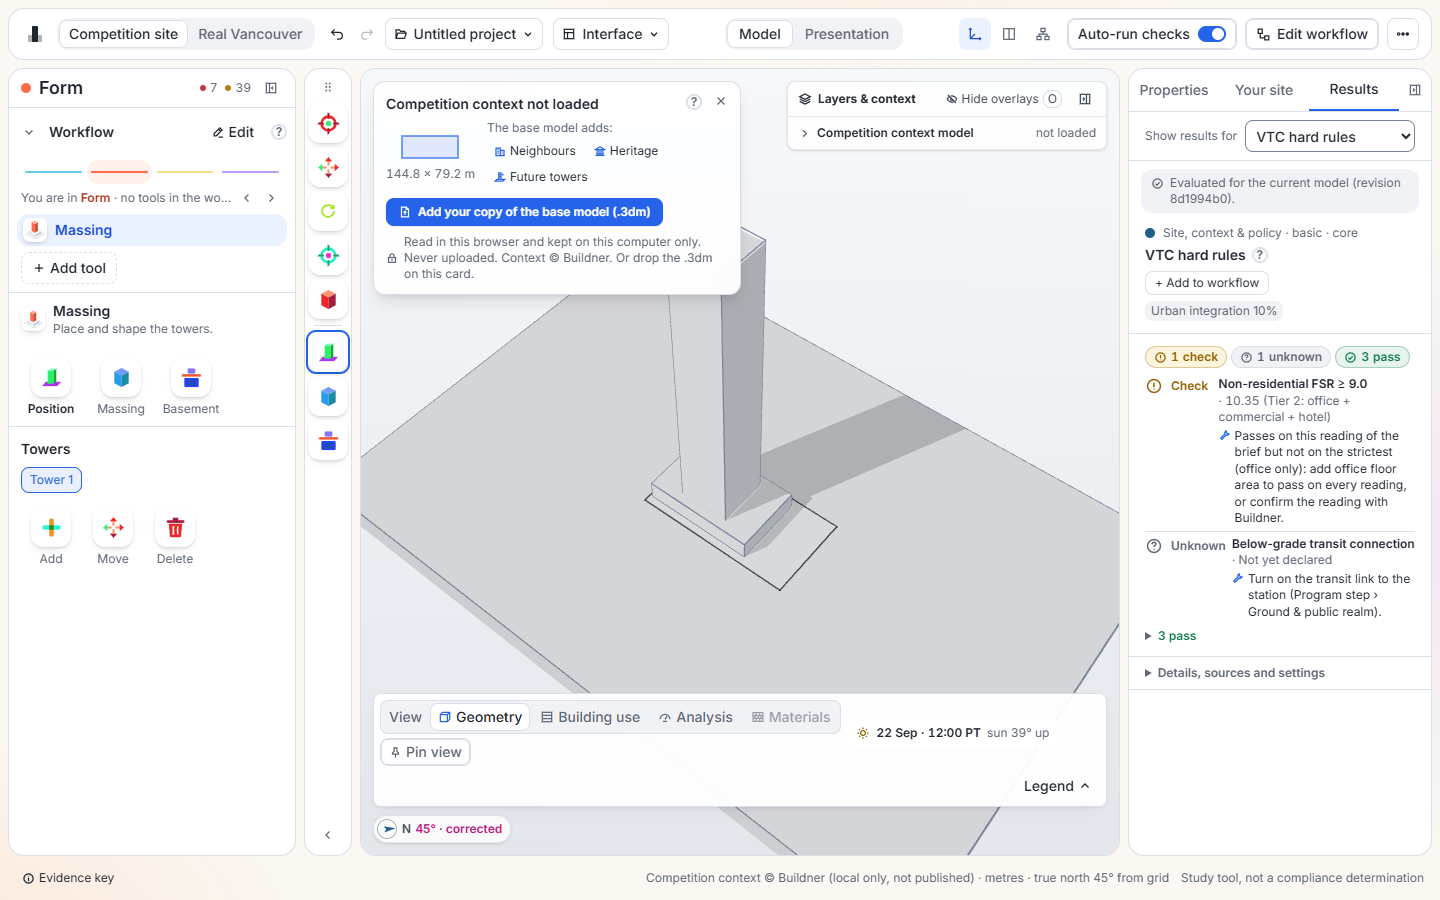 Competition site
Real Vancouver
Untitled project
Interface
Model
Presentation
Auto-run checks
Edit workflow
Form
7
39
Workflow
Edit
?
You are in Form · no tools in the wo...
Massing
+ Add tool
Massing
Place and shape the towers.
Position
Massing
Basement
Towers
Tower 1
Add
Move
Delete
Competition context not loaded
?
144.8 × 79.2 m
The base model adds:
Neighbours
Heritage
Future towers
Add your copy of the base model (.3dm)
Read in this browser and kept on this computer only.
Never uploaded. Context © Buildner. Or drop the .3dm
on this card.
Layers & context
Hide overlays
O
Competition context model
not loaded
View
Geometry
Building use
Analysis
Materials
Pin view
22 Sep · 12:00 PT
sun 39° up
Legend
N 45° · corrected
Properties
Your site
Results
Show results for
VTC hard rules
Evaluated for the current model (revision
8d1994b0).
Site, context & policy · basic · core
VTC hard rules
?
+ Add to workflow
Urban integration 10%
1 check
1 unknown
3 pass
Check
Non-residential FSR ≥ 9.0
· 10.35 (Tier 2: office +
commercial + hotel)
Passes on this reading of the
brief but not on the strictest
(office only): add office floor
area to pass on every reading,
or confirm the reading with
Buildner.
Unknown
Below-grade transit connection
· Not yet declared
Turn on the transit link to the
station (Program step ›
Ground & public realm).
3 pass
Details, sources and settings
Evidence key
Competition context © Buildner (local only, not published) · metres · true north 45° from grid
Study tool, not a compliance determination